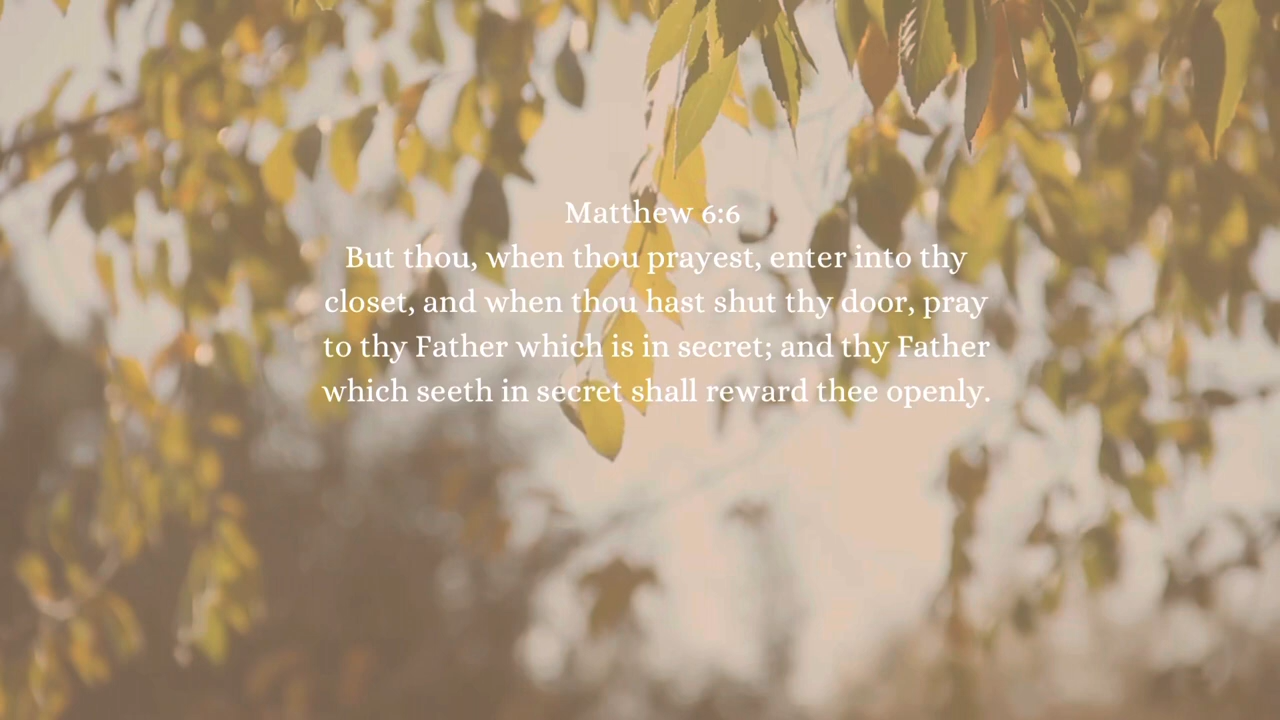 Matthew 6:6
But thou, when thou prayest, enter into thy
closet, and when thou hast shut thy door, pray
to thy Father which is in secret; and thy Father
which seeth in secret shall reward thee openly.